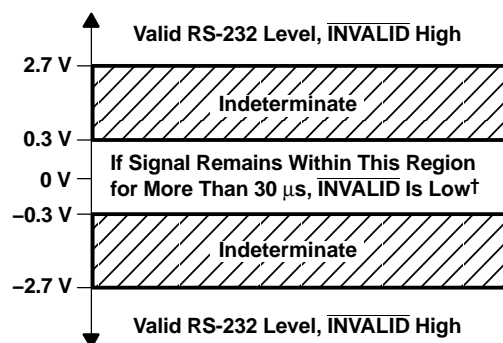 Valid RS-232 Level, INVALID High
2.7 V
Indeterminate
0.3 V
If Signal Remains Within This Region
0 V
for More Than 30 μs, INVALID Is Low†
–0.3 V
Indeterminate
–2.7 V
Valid RS-232 Level, INVALID High